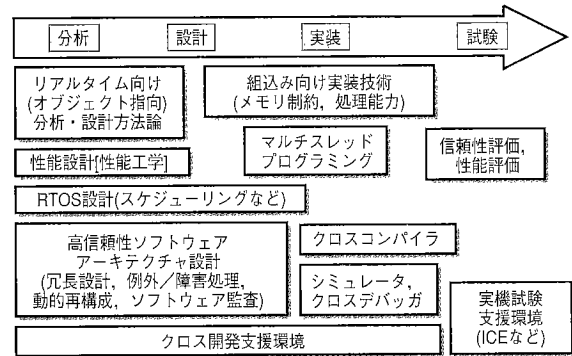 分析
設計
実装
試験
リアルタイム向け
(オブジェクト指向)
分析・設計方法論
組込み向け実装技術
(メモリ制約，処理能力)
マルチスレッド
プログラミング
信頼性評価，
性能評価
性能設計[性能工学]
RTOS設計(スケジューリングなど)
高信頼性ソフトウェア
アーキテクチャ設計
(冗長設計，例外／障害処理，
動的再構成，ソフトウェア監査)
クロスコンパイラ
シミュレータ，
クロスデバッガ
実機試験
支援環境
(ICEなど)
クロス開発支援環境